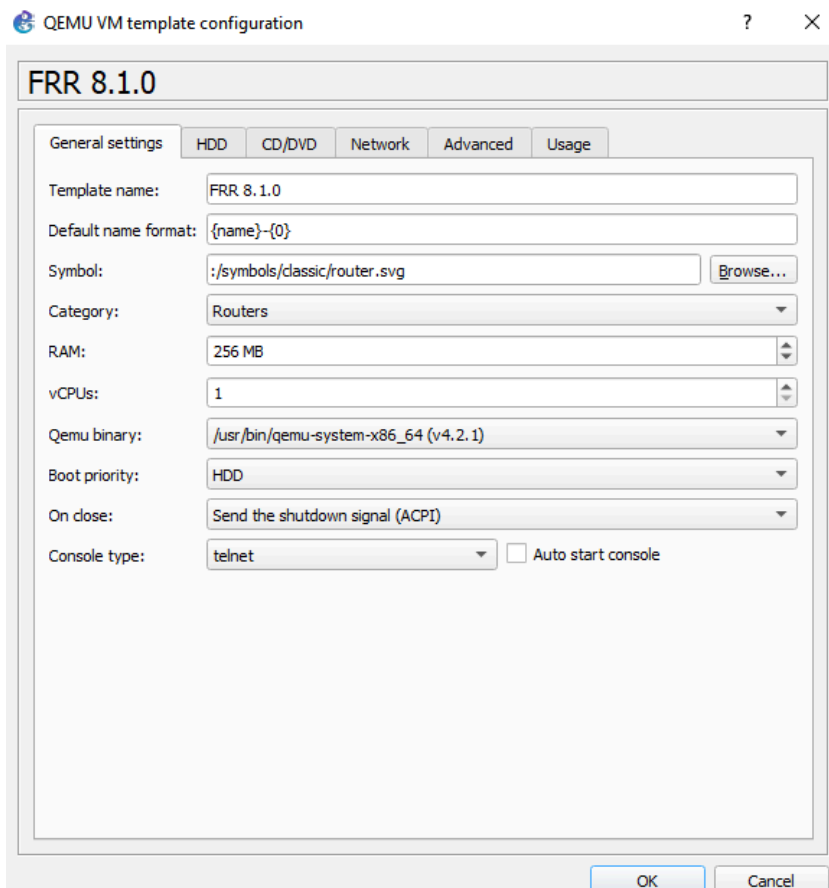 QEMU VM template configuration ? ×
FRR 8.1.0
General settings HDD CD/DVD Network Advanced Usage
Template name: FRR 8.1.0
Default name format: {name}-{0}
Symbol: :/symbols/classic/router.svg Browse...
Category: Routers
RAM: 256 MB
vCPUs: 1
Qemu binary: /usr/bin/qemu-system-x86_64 (v4.2.1)
Boot priority: HDD
On close: Send the shutdown signal (ACPI)
Console type: telnet Auto start console
OK Cancel